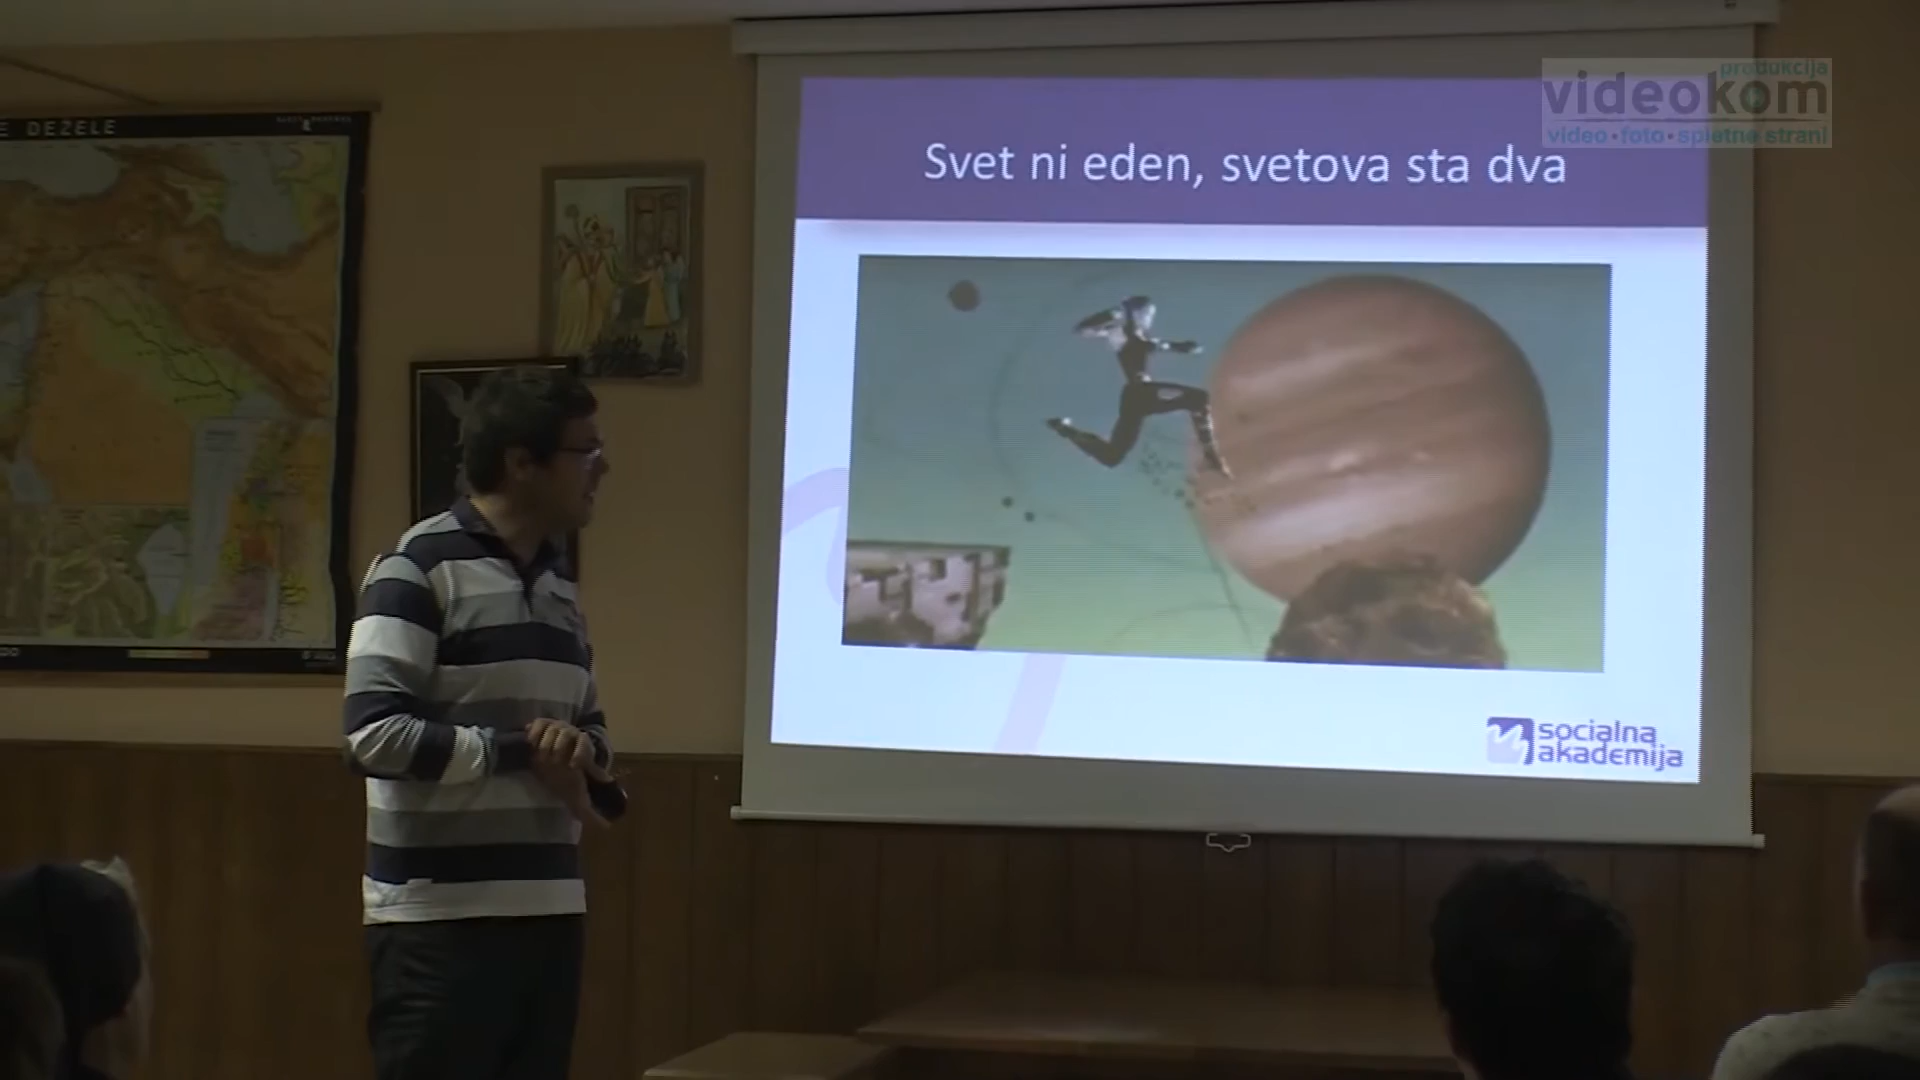 E DEŽELE
produkcija
videokom
video·foto·spletne strani
Svet ni eden, svetova sta dva
socialna
akademija